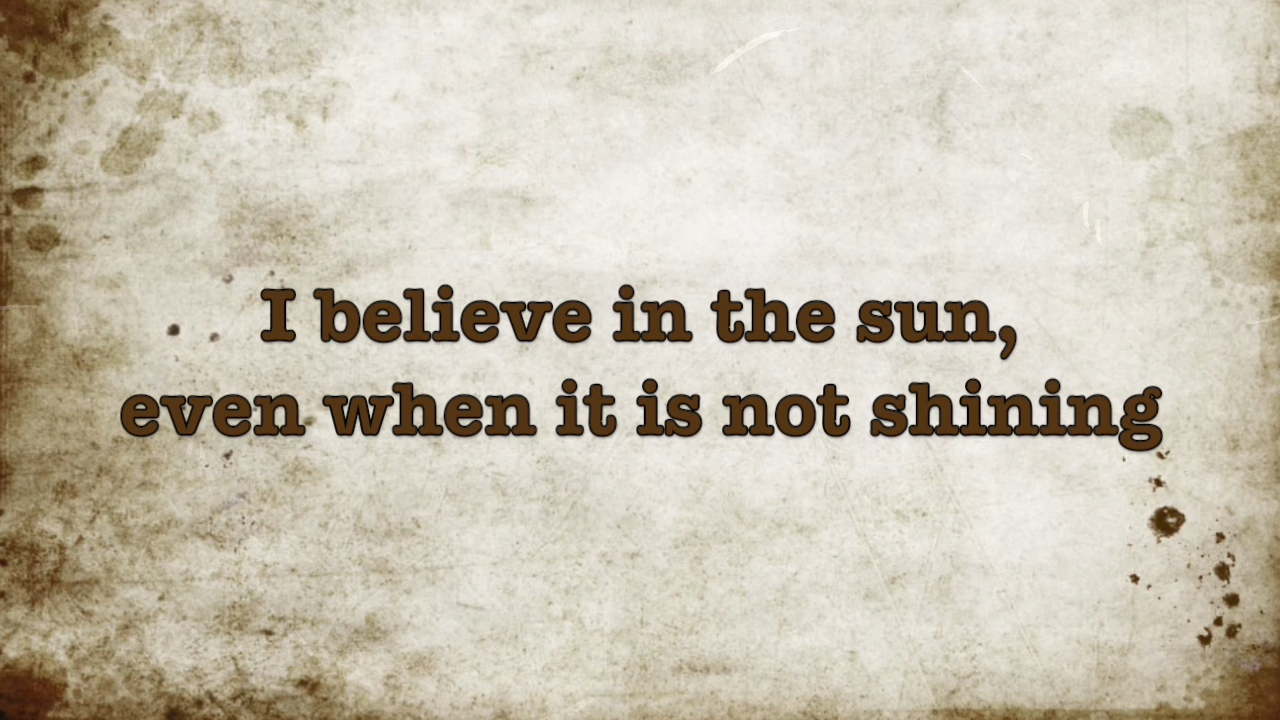 I believe in the sun,
even when it is not shining